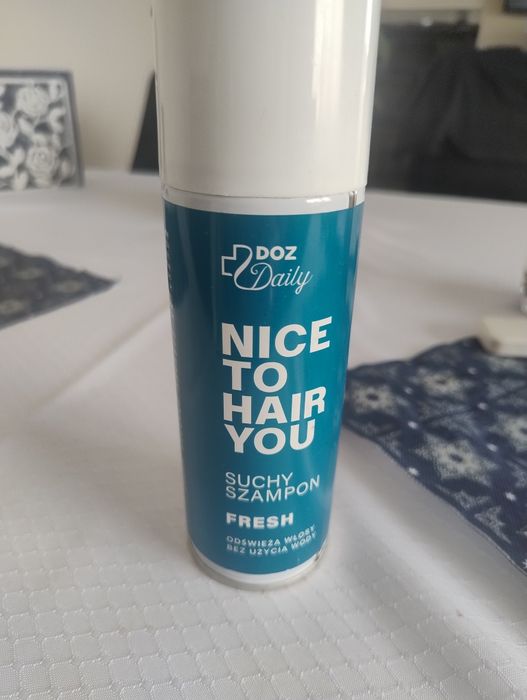 DOZ
Daily
NICE
TO
HAIR
YOU
SUCHY
SZAMPON
FRESH
ODŚWIEŻA WŁOSY
BEZ UŻYCIA WODY